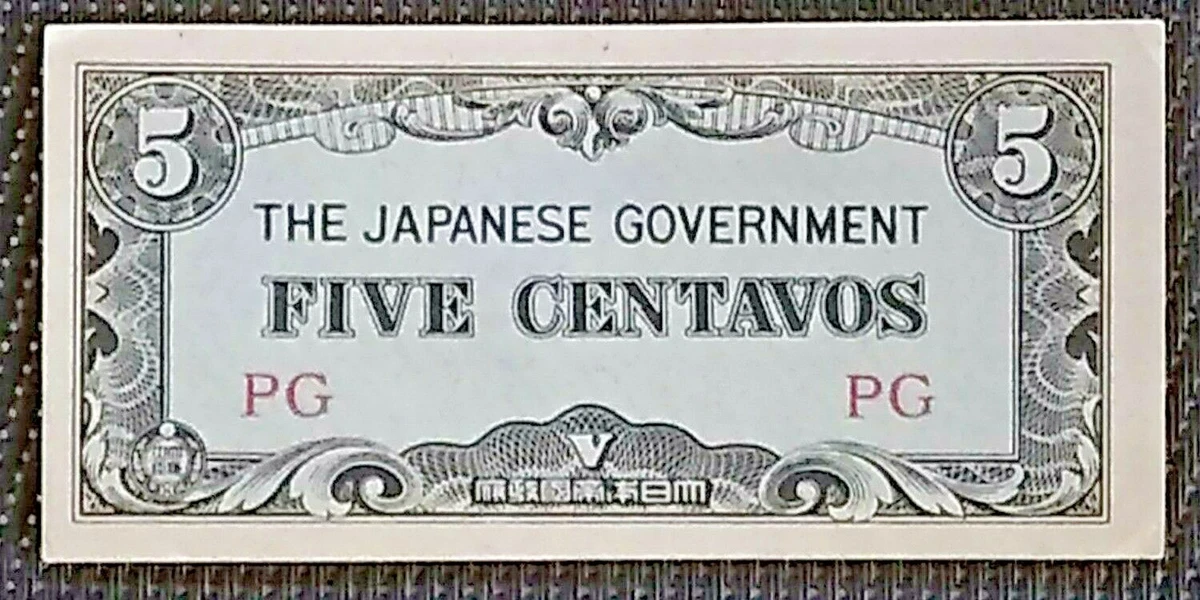 5 5
THE JAPANESE GOVERNMENT
FIVE CENTAVOS
PG PG
V
大日本帝國政府